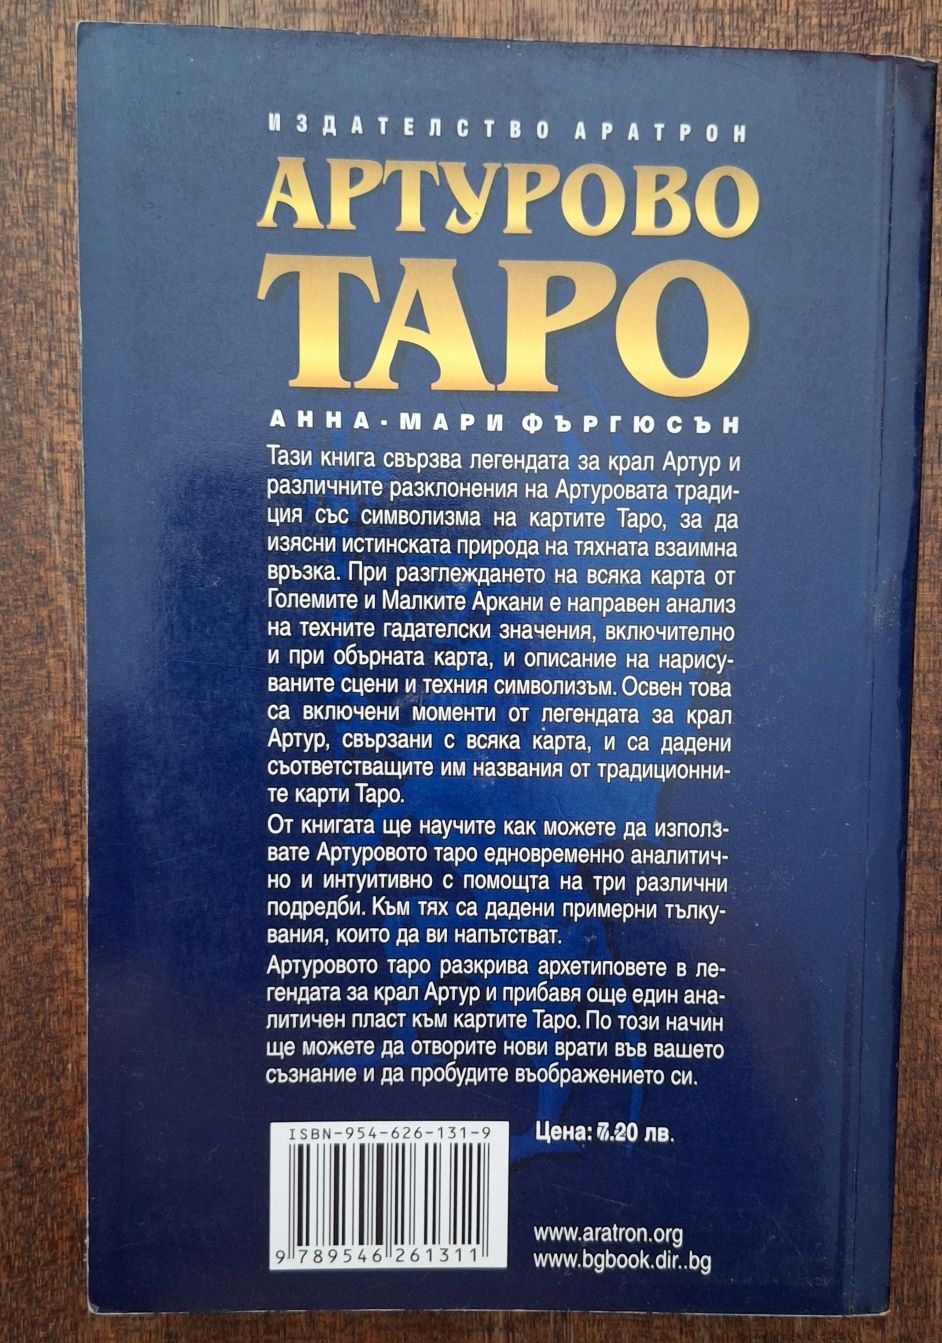 ИЗДАТЕЛСТВО АРАТРОН
АРТУРОВО
ТАРО
АННА-МАРИ ФЪРГЮСЪН
Тази книга свързва легендата за крал Артур и
различните разклонения на Артуровата тради-
ция със символизма на картите Таро, за да
изясни истинската природа на тяхната взаимна
връзка. При разглеждането на всяка карта от
Големите и Малките Аркани е направен анализ
на техните гадателски значения, включително
и при обърната карта, и описание на нарису-
ваните сцени и техния символизъм. Освен това
са включени моменти от легендата за крал
Артур, свързани с всяка карта, и са дадени
съответстващите им названия от традиционни-
те карти Таро.
От книгата ще научите как можете да използ-
вате Артуровото таро едновременно аналитич-
но и интуитивно с помощта на три различни
подредби. Към тях са дадени примерни тълку-
вания, които да ви напътстват.
Артуровото таро разкрива архетиповете в ле-
гендата за крал Артур и прибавя още един ана-
литичен пласт към картите Таро. По този начин
ще можете да отворите нови врати във вашето
съзнание и да пробудите въображението си.
ISBN-954-626-131-9
9 789546 261311
Цена: 7.20 лв.
www.aratron.org
www.bgbook.dir..bg